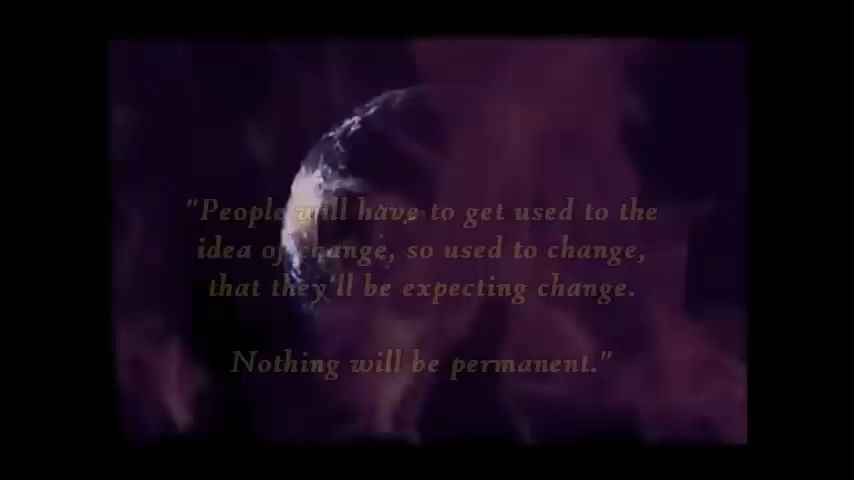 "People will have to get used to the
idea of change, so used to change,
that they'll be expecting change.
Nothing will be permanent."